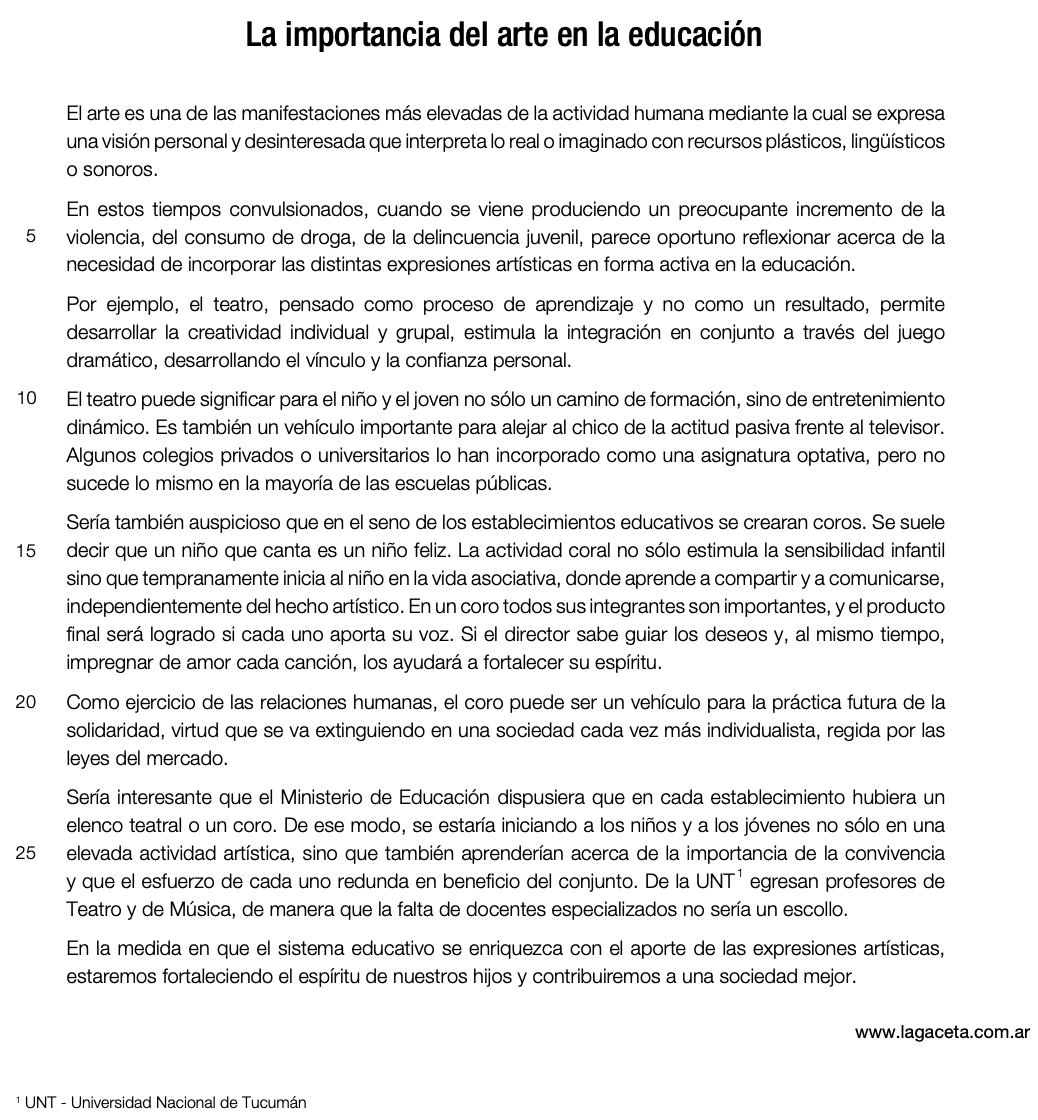 La importancia del arte en la educación
El arte es una de las manifestaciones más elevadas de la actividad humana mediante la cual se expresa
una visión personal y desinteresada que interpreta lo real o imaginado con recursos plásticos, lingüísticos
o sonoros.
En estos tiempos convulsionados, cuando se viene produciendo un preocupante incremento de la
5 violencia, del consumo de droga, de la delincuencia juvenil, parece oportuno reflexionar acerca de la
necesidad de incorporar las distintas expresiones artísticas en forma activa en la educación.
Por ejemplo, el teatro, pensado como proceso de aprendizaje y no como un resultado, permite
desarrollar la creatividad individual y grupal, estimula la integración en conjunto a través del juego
dramático, desarrollando el vínculo y la confianza personal.
10 El teatro puede significar para el niño y el joven no sólo un camino de formación, sino de entretenimiento
dinámico. Es también un vehículo importante para alejar al chico de la actitud pasiva frente al televisor.
Algunos colegios privados o universitarios lo han incorporado como una asignatura optativa, pero no
sucede lo mismo en la mayoría de las escuelas públicas.
Sería también auspicioso que en el seno de los establecimientos educativos se crearan coros. Se suele
15 decir que un niño que canta es un niño feliz. La actividad coral no sólo estimula la sensibilidad infantil
sino que tempranamente inicia al niño en la vida asociativa, donde aprende a compartir y a comunicarse,
independientemente del hecho artístico. En un coro todos sus integrantes son importantes, y el producto
final será logrado si cada uno aporta su voz. Si el director sabe guiar los deseos y, al mismo tiempo,
impregnar de amor cada canción, los ayudará a fortalecer su espíritu.
20 Como ejercicio de las relaciones humanas, el coro puede ser un vehículo para la práctica futura de la
solidaridad, virtud que se va extinguiendo en una sociedad cada vez más individualista, regida por las
leyes del mercado.
Sería interesante que el Ministerio de Educación dispusiera que en cada establecimiento hubiera un
elenco teatral o un coro. De ese modo, se estaría iniciando a los niños y a los jóvenes no sólo en una
25 elevada actividad artística, sino que también aprenderían acerca de la importancia de la convivencia
y que el esfuerzo de cada uno redunda en beneficio del conjunto. De la UNT¹ egresan profesores de
Teatro y de Música, de manera que la falta de docentes especializados no sería un escollo.
En la medida en que el sistema educativo se enriquezca con el aporte de las expresiones artísticas,
estaremos fortaleciendo el espíritu de nuestros hijos y contribuiremos a una sociedad mejor.
www.lagaceta.com.ar
¹ UNT - Universidad Nacional de Tucumán